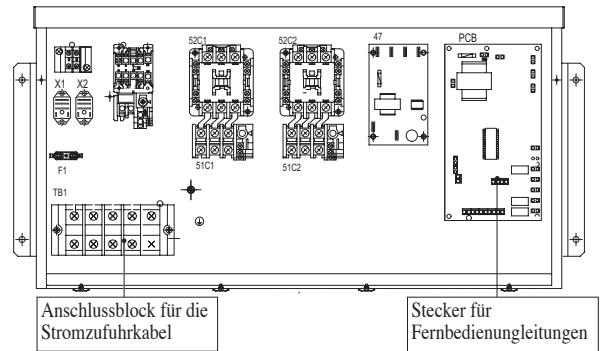 52C1 52C2 47 PCB
X1 X2
51C1 51C2
F1
TB1
Anschlussblock für die
Stromzufuhrkabel
Stecker für
Fernbedienungleitungen